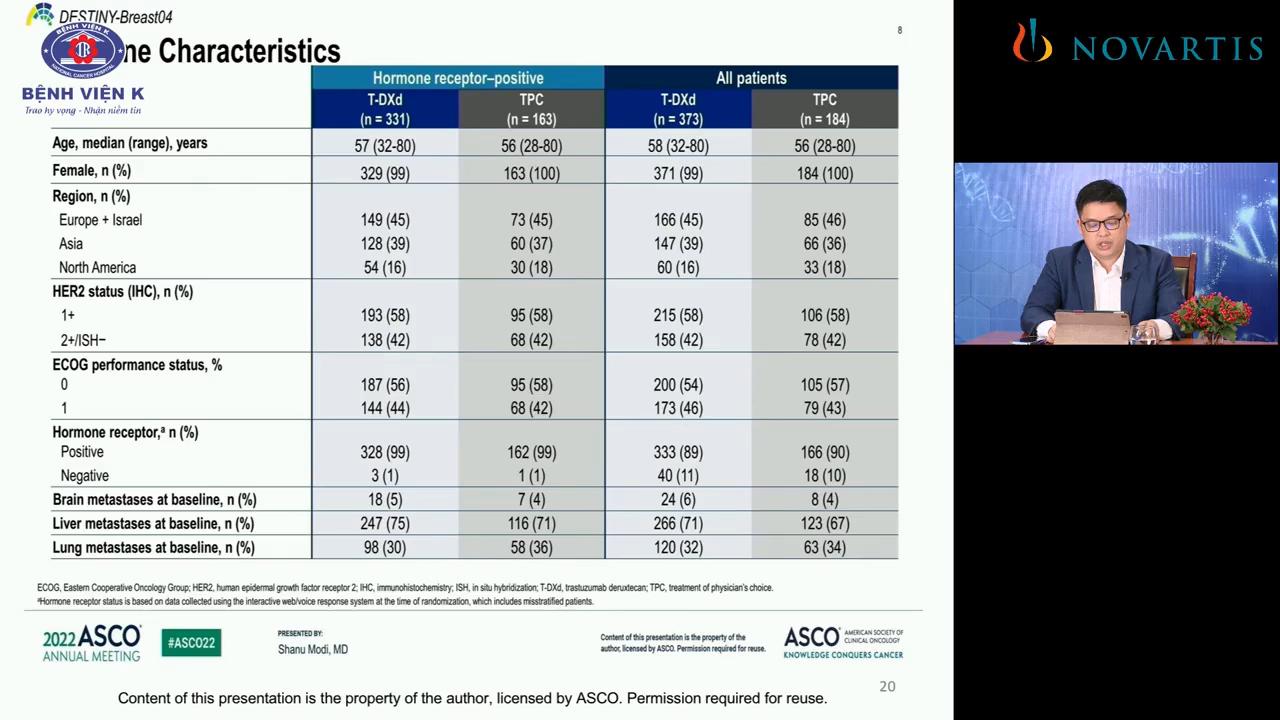 DESTINY-Breast04
8
ne Characteristics
BỆNH VIỆN K
NATIONAL CANCER HOSPITAL
BỆNH VIỆN K
Trao hy vọng - Nhận niềm tin
NOVARTIS
Hormone receptor–positive All patients
T-DXd (n = 331) TPC (n = 163) T-DXd (n = 373) TPC (n = 184)
Age, median (range), years 57 (32-80) 56 (28-80) 58 (32-80) 56 (28-80)
Female, n (%) 329 (99) 163 (100) 371 (99) 184 (100)
Region, n (%)
Europe + Israel 149 (45) 73 (45) 166 (45) 85 (46)
Asia 128 (39) 60 (37) 147 (39) 66 (36)
North America 54 (16) 30 (18) 60 (16) 33 (18)
HER2 status (IHC), n (%)
1+ 193 (58) 95 (58) 215 (58) 106 (58)
2+/ISH− 138 (42) 68 (42) 158 (42) 78 (42)
ECOG performance status, %
0 187 (56) 95 (58) 200 (54) 105 (57)
1 144 (44) 68 (42) 173 (46) 79 (43)
Hormone receptor,ª n (%)
Positive 328 (99) 162 (99) 333 (89) 166 (90)
Negative 3 (1) 1 (1) 40 (11) 18 (10)
Brain metastases at baseline, n (%) 18 (5) 7 (4) 24 (6) 8 (4)
Liver metastases at baseline, n (%) 247 (75) 116 (71) 266 (71) 123 (67)
Lung metastases at baseline, n (%) 98 (30) 58 (36) 120 (32) 63 (34)
ECOG, Eastern Cooperative Oncology Group; HER2, human epidermal growth factor receptor 2; IHC, immunohistochemistry; ISH, in situ hybridization; T-DXd, trastuzumab deruxtecan; TPC, treatment of physician's choice.
ªHormone receptor status is based on data collected using the interactive web/voice response system at the time of randomization, which includes misstratified patients.
2022 ASCO
ANNUAL MEETING
#ASCO22
PRESENTED BY:
Shanu Modi, MD
Content of this presentation is the property of the
author, licensed by ASCO. Permission required for reuse.
ASCO AMERICAN SOCIETY OF
CLINICAL ONCOLOGY
KNOWLEDGE CONQUERS CANCER
20
Content of this presentation is the property of the author, licensed by ASCO. Permission required for reuse.